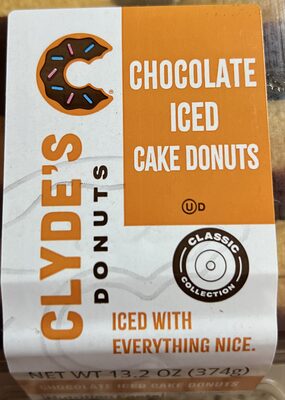 CLYDE'S
DONUTS
CHOCOLATE
ICED
CAKE DONUTS
UD
CLASSIC
COLLECTION
ICED WITH
EVERYTHING NICE.
NET WT 13.2 OZ (374g)
CHOCOLATE ICED CAKE DONUTS